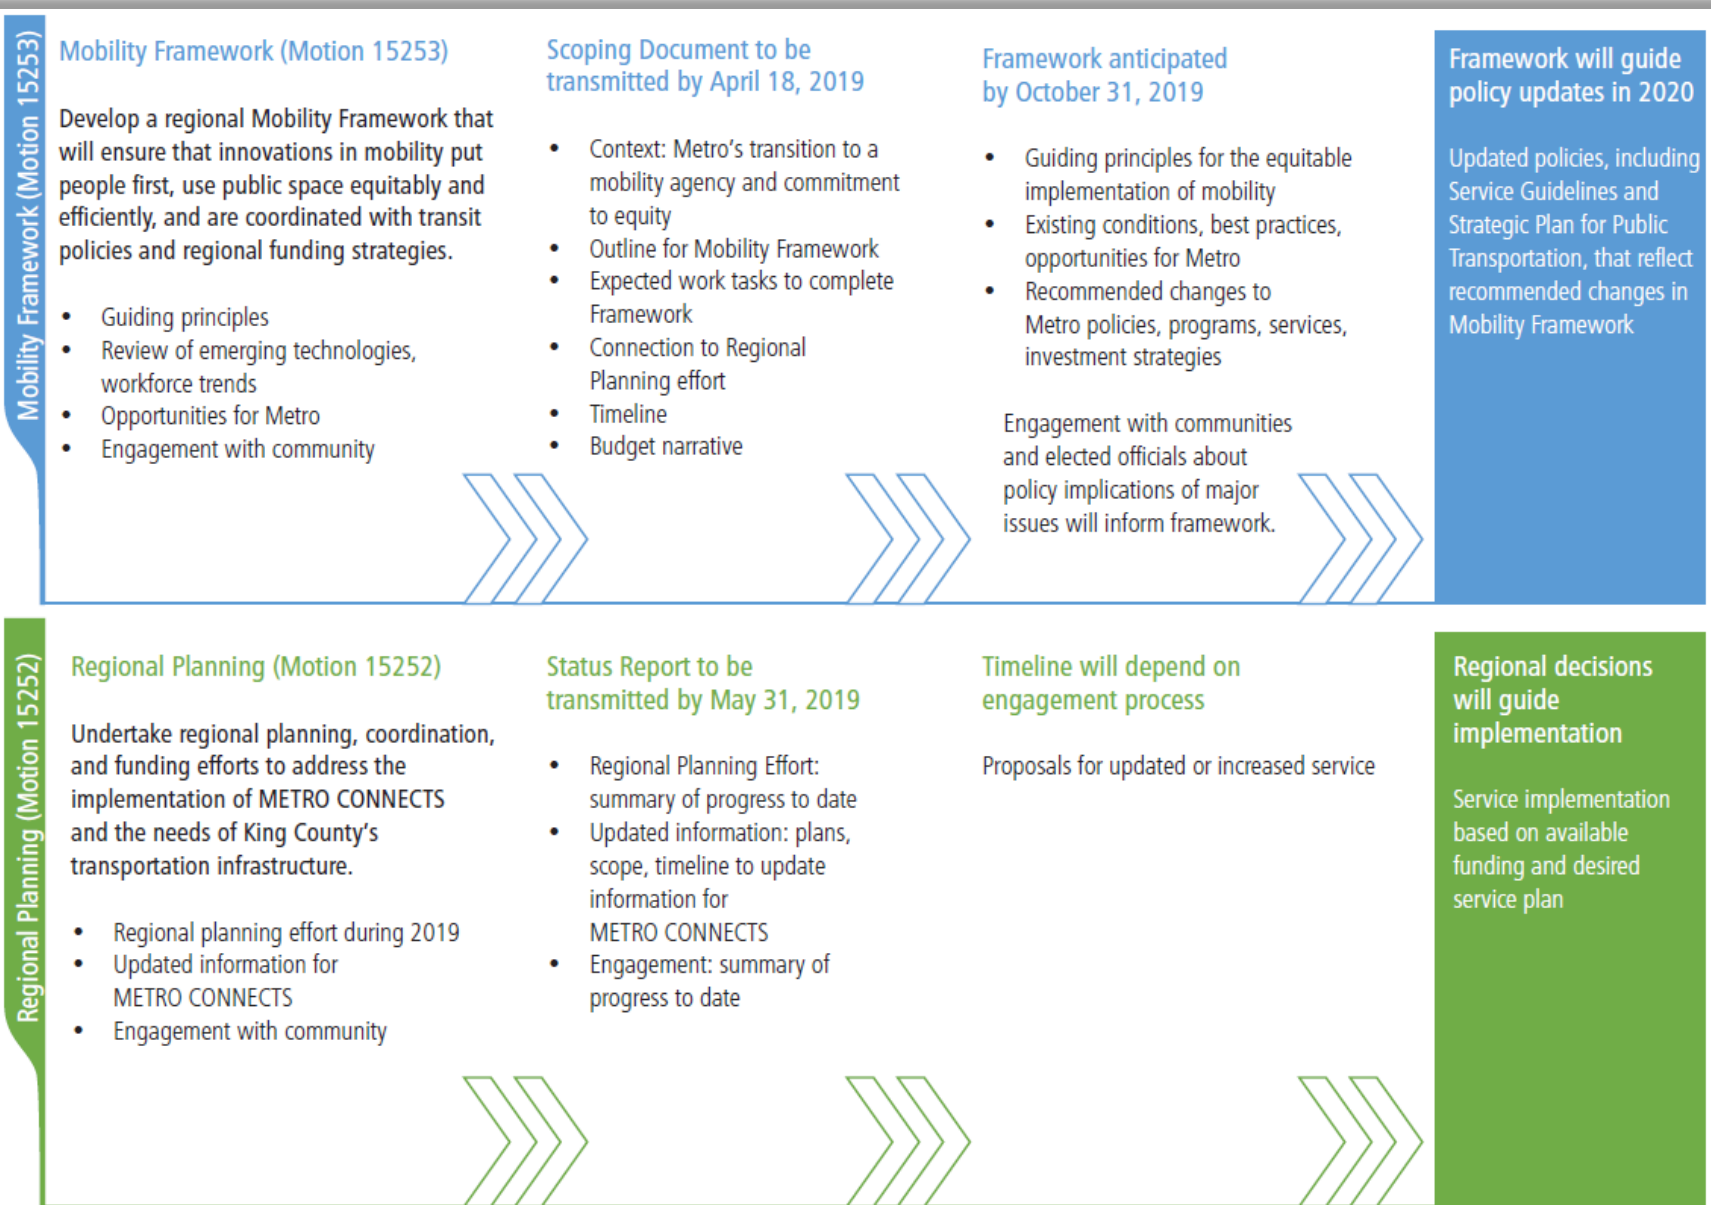 Mobility Framework (Motion 15253)
Mobility Framework (Motion 15253)
Develop a regional Mobility Framework that
will ensure that innovations in mobility put
people first, use public space equitably and
efficiently, and are coordinated with transit
policies and regional funding strategies.
• Guiding principles
• Review of emerging technologies,
workforce trends
• Opportunities for Metro
• Engagement with community
Scoping Document to be
transmitted by April 18, 2019
• Context: Metro's transition to a
mobility agency and commitment
to equity
• Outline for Mobility Framework
• Expected work tasks to complete
Framework
• Connection to Regional
Planning effort
• Timeline
• Budget narrative
Framework anticipated
by October 31, 2019
• Guiding principles for the equitable
implementation of mobility
• Existing conditions, best practices,
opportunities for Metro
• Recommended changes to
Metro policies, programs, services,
investment strategies
Engagement with communities
and elected officials about
policy implications of major
issues will inform framework.
Framework will guide
policy updates in 2020
Updated policies, including
Service Guidelines and
Strategic Plan for Public
Transportation, that reflect
recommended changes in
Mobility Framework
Regional Planning (Motion 15252)
Regional Planning (Motion 15252)
Undertake regional planning, coordination,
and funding efforts to address the
implementation of METRO CONNECTS
and the needs of King County's
transportation infrastructure.
• Regional planning effort during 2019
• Updated information for
METRO CONNECTS
• Engagement with community
Status Report to be
transmitted by May 31, 2019
• Regional Planning Effort:
summary of progress to date
• Updated information: plans,
scope, timeline to update
information for
METRO CONNECTS
• Engagement: summary of
progress to date
Timeline will depend on
engagement process
Proposals for updated or increased service
Regional decisions
will guide
implementation
Service implementation
based on available
funding and desired
service plan